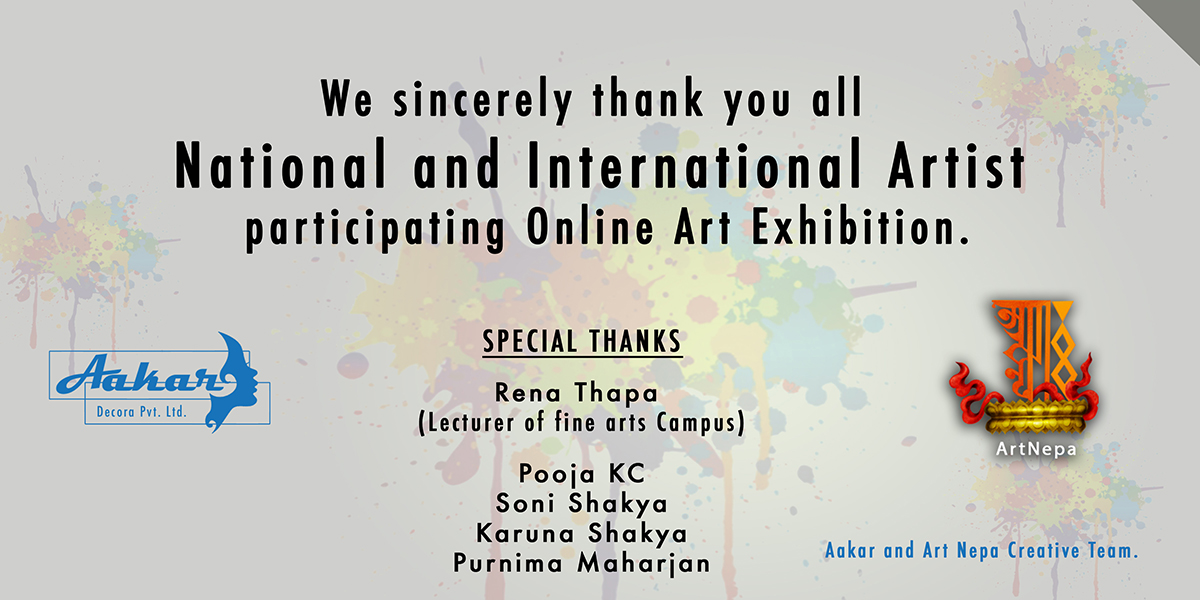 We sincerely thank you all
National and International Artist
participating Online Art Exhibition.
SPECIAL THANKS
Rena Thapa
(Lecturer of fine arts Campus)
Pooja KC
Soni Shakya
Karuna Shakya
Purnima Maharjan
Aakar
Decora Pvt. Ltd.
ArtNepa
Aakar and Art Nepa Creative Team.